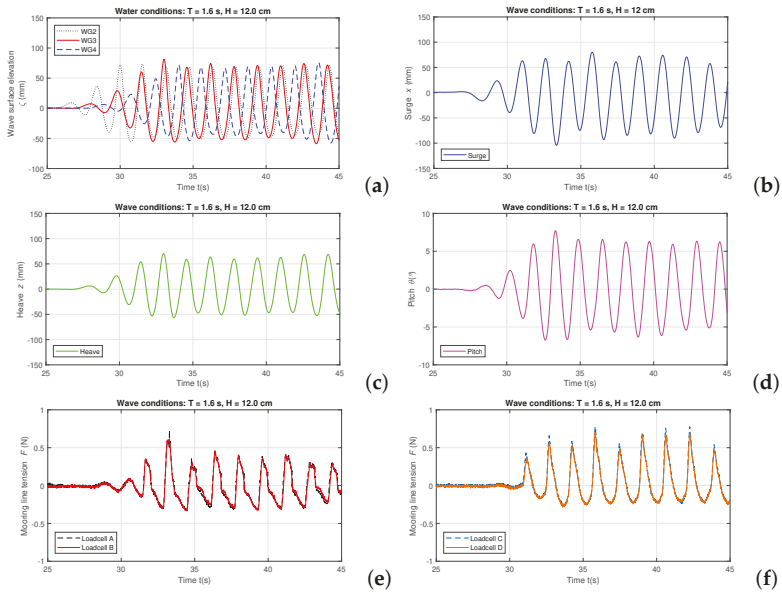 Water conditions: T = 1.6 s, H = 12.0 cm
150
100
50
0
-50
-100
25
30
35
40
45
Wave surface elevation
ζ (mm)
Time t(s)
WG2
WG3
WG4
(a)
Wave conditions: T = 1.6 s, H = 12 cm
150
100
50
0
-50
-100
-150
25
30
35
40
45
Surge x (mm)
Time t(s)
Surge
(b)
Wave conditions: T = 1.6 s, H = 12.0 cm
150
100
50
0
-50
-100
-150
25
30
35
40
45
Heave z (mm)
Time t(s)
Heave
(c)
Wave conditions: T = 1.6 s, H = 12.0 cm
10
5
0
-5
-10
25
30
35
40
45
Pitch θ(°)
Time t(s)
Pitch
(d)
Wave conditions: T = 1.6 s, H = 12.0 cm
1
0.5
0
-0.5
-1
25
30
35
40
45
Mooring line tension F (N)
Time t(s)
Loadcell A
Loadcell B
(e)
Wave conditions: T = 1.6 s, H = 12.0 cm
1
0.5
0
-0.5
-1
25
30
35
40
45
Mooring line tension F (N)
Time t(s)
Loadcell C
Loadcell D
(f)